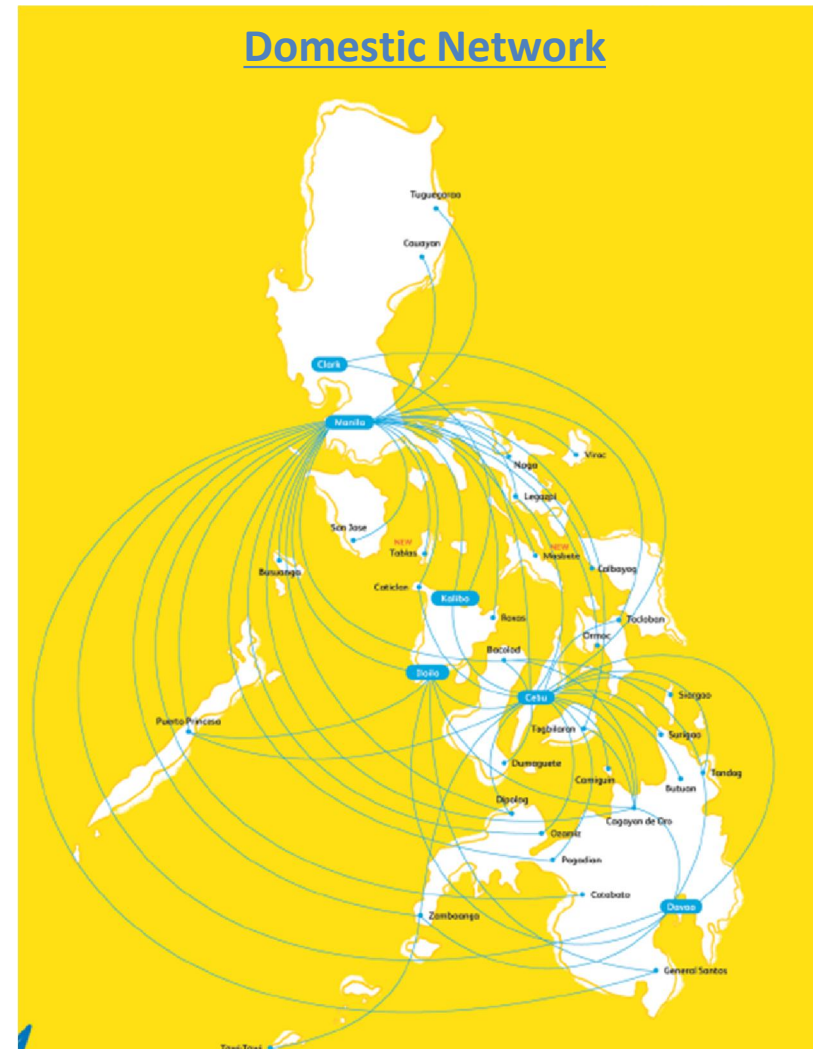 Domestic Network
Tuguegarao
Cauayan
Clark
Manila
Naga
Virac
Legazpi
San Jose
NEW
Tablas
NEW
Masbate
Busuanga
Calbayog
Caticlan
Kalibo
Roxas
Tacloban
Ormoc
Bacolod
Iloilo
Cebu
Siargao
Puerto Princesa
Tagbilaran
Surigao
Dumaguete
Camiguin
Tandag
Butuan
Dipolog
Cagayan de Oro
Ozamiz
Pagadian
Cotabato
Davao
Zamboanga
General Santos
Tawi-Tawi